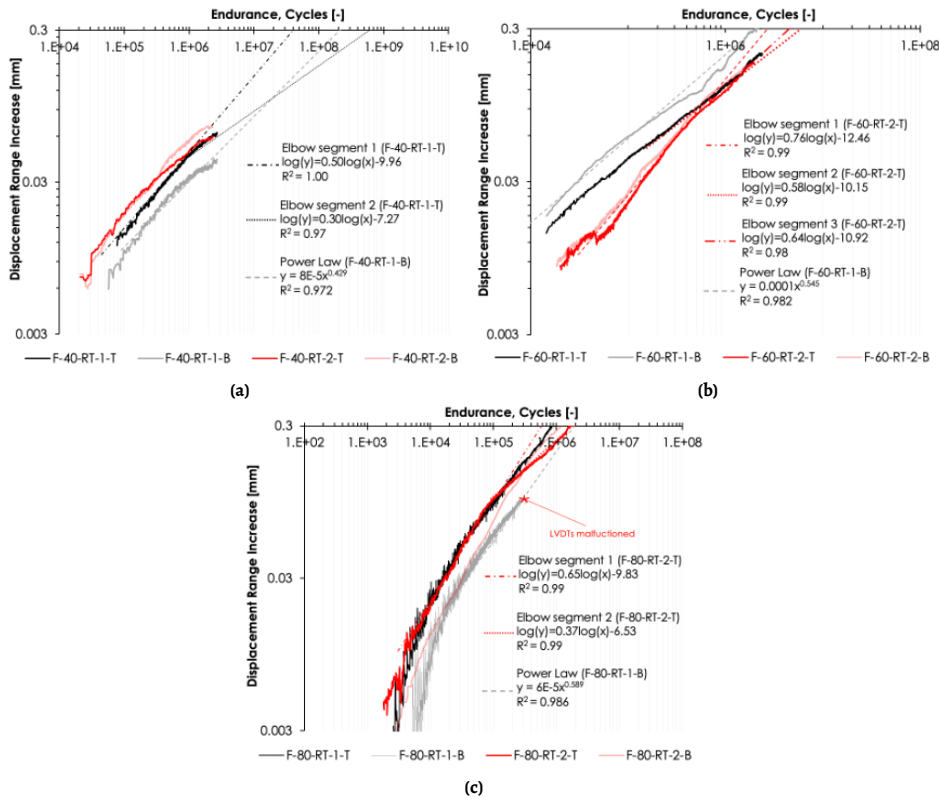 Endurance, Cycles [-]
0.3
1.E+04 1.E+05 1.E+06 1.E+07 1.E+08 1.E+09 1.E+10
Displacement Range Increase [mm]
0.03
0.003
Elbow segment 1 (F-40-RT-1-T)
log(y)=0.50log(x)-9.96
R² = 1.00
Elbow segment 2 (F-40-RT-1-T)
log(y)=0.30log(x)-7.27
R² = 0.97
Power Law (F-40-RT-1-B)
y = 8E-5x^0.429
R² = 0.972
F-40-RT-1-T F-40-RT-1-B F-40-RT-2-T F-40-RT-2-B
(a)
Endurance, Cycles [-]
0.3
1.E+04 1.E+06 1.E+08
Displacement Range Increase [mm]
0.03
0.003
Elbow segment 1 (F-60-RT-2-T)
log(y)=0.76log(x)-12.46
R² = 0.99
Elbow segment 2 (F-60-RT-2-T)
log(y)=0.58log(x)-10.15
R² = 0.99
Elbow segment 3 (F-60-RT-2-T)
log(y)=0.64log(x)-10.92
R² = 0.98
Power Law (F-60-RT-1-B)
y = 0.0001x^0.545
R² = 0.982
F-60-RT-1-T F-60-RT-1-B F-60-RT-2-T F-60-RT-2-B
(b)
Endurance, Cycles [-]
0.3
1.E+02 1.E+03 1.E+04 1.E+05 1.E+06 1.E+07 1.E+08
Displacement Range Increase [mm]
0.03
0.003
LVDTs malfuctioned
Elbow segment 1 (F-80-RT-2-T)
log(y)=0.65log(x)-9.83
R² = 0.99
Elbow segment 2 (F-80-RT-2-T)
log(y)=0.37log(x)-6.53
R² = 0.99
Power Law (F-80-RT-1-B)
y = 6E-5x^0.589
R² = 0.986
F-80-RT-1-T F-80-RT-1-B F-80-RT-2-T F-80-RT-2-B
(c)